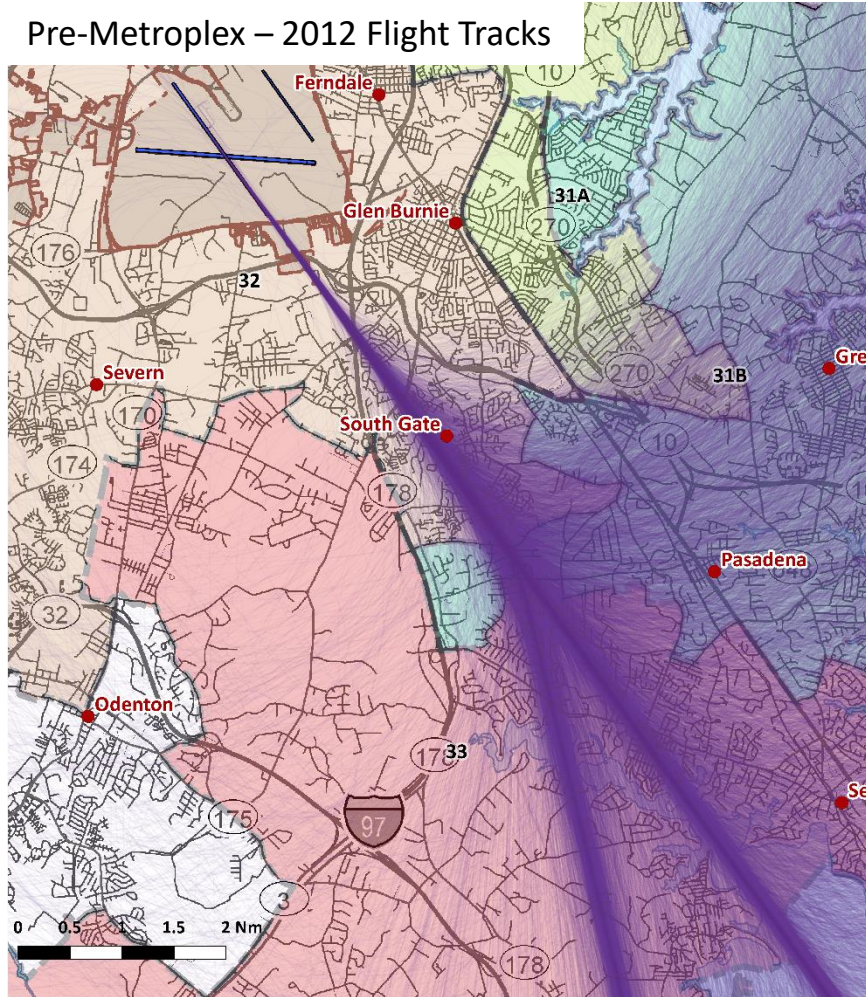 Pre-Metroplex – 2012 Flight Tracks
10
Ferndale
31A
Glen Burnie
270
176
32
Severn
270
31B
Gre
170
South Gate
10
174
178
Pasadena
32
Odenton
178
33
Se
97
175
3
0 0.5 1 1.5 2 Nm
178